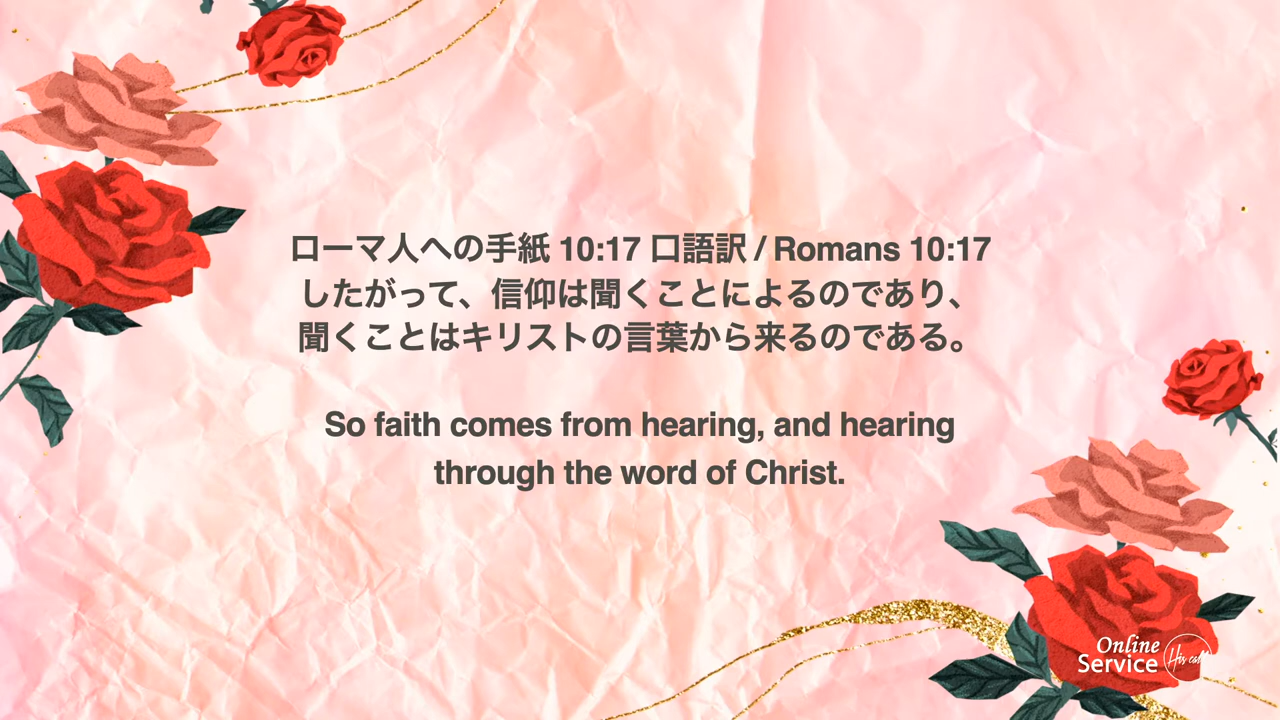 ローマ人への手紙 10:17 口語訳 / Romans 10:17
したがって、信仰は聞くことによるのであり、
聞くことはキリストの言葉から来るのである。
So faith comes from hearing, and hearing
through the word of Christ.
Online
Service
His call